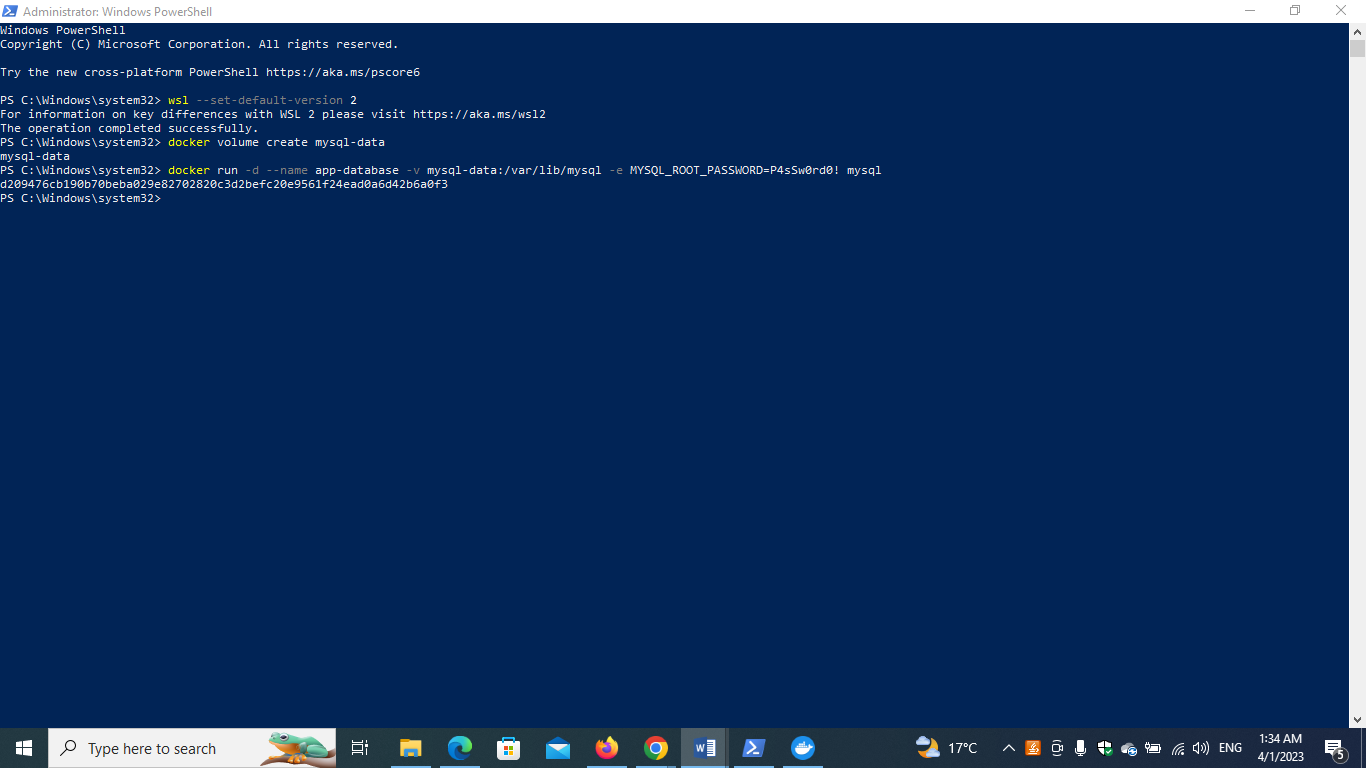 Administrator: Windows PowerShell
Windows PowerShell
Copyright (C) Microsoft Corporation. All rights reserved.
Try the new cross-platform PowerShell https://aka.ms/pscore6
PS C:\Windows\system32> wsl --set-default-version 2
For information on key differences with WSL 2 please visit https://aka.ms/wsl2
The operation completed successfully.
PS C:\Windows\system32> docker volume create mysql-data
mysql-data
PS C:\Windows\system32> docker run -d --name app-database -v mysql-data:/var/lib/mysql -e MYSQL_ROOT_PASSWORD=P4sSw0rd0! mysql
d209476cb190b70beba029e82702820c3d2befc20e9561f24ead0a6d42b6a0f3
PS C:\Windows\system32>
Type here to search
17°C
ENG
1:34 AM
4/1/2023
5